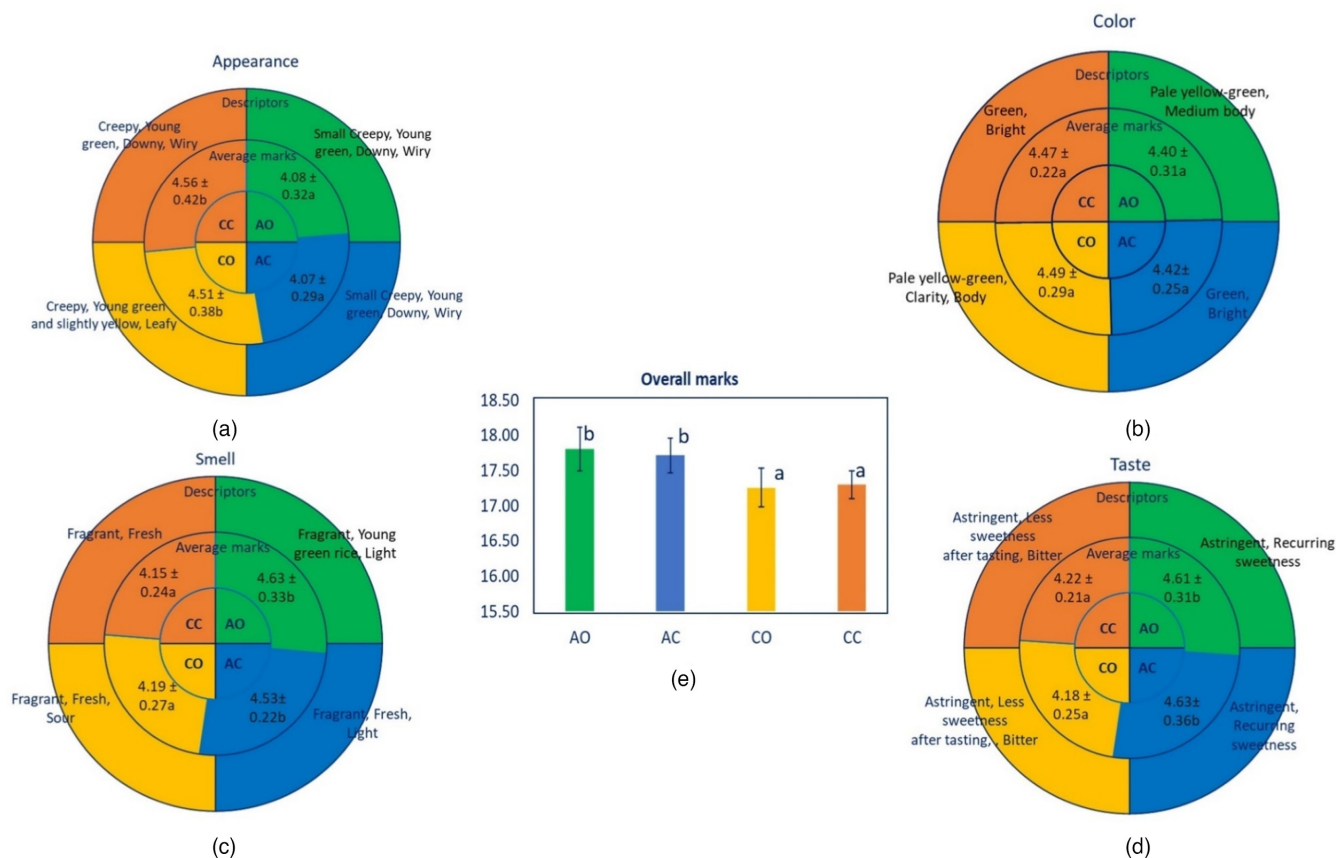 Appearance
Descriptors
Creepy, Young
green, Downy, Wiry
Small Creepy, Young
green, Downy, Wiry
Average marks
4.56 ±
0.42b
4.08 ±
0.32a
CC
AO
CO
AC
4.51 ±
0.38b
4.07 ±
0.29a
Creepy, Young green
and slightly yellow, Leafy
Small Creepy, Young
green, Downy, Wiry
(a)
Color
Descriptors
Green,
Bright
Pale yellow-green,
Medium body
Average marks
4.47 ±
0.22a
4.40 ±
0.31a
CC
AO
CO
AC
4.49 ±
0.29a
4.42±
0.25a
Pale yellow-green,
Clarity, Body
Green,
Bright
(b)
Smell
Descriptors
Fragrant, Fresh
Fragrant, Young
green rice, Light
Average marks
4.15 ±
0.24a
4.63 ±
0.33b
CC
AO
CO
AC
4.19 ±
0.27a
4.53±
0.22b
Fragrant, Fresh,
Sour
Fragrant, Fresh,
Light
(c)
Overall marks
18.50
18.00
17.50
17.00
16.50
16.00
15.50
b
b
a
a
AO
AC
CO
CC
(e)
Taste
Descriptors
Astringent, Less
sweetness
after tasting, Bitter
Astringent, Recurring
sweetness
Average marks
4.22 ±
0.21a
4.61 ±
0.31b
CC
AO
CO
AC
4.18 ±
0.25a
4.63±
0.36b
Astringent, Less
sweetness
after tasting, , Bitter
Astringent,
Recurring
sweetness
(d)